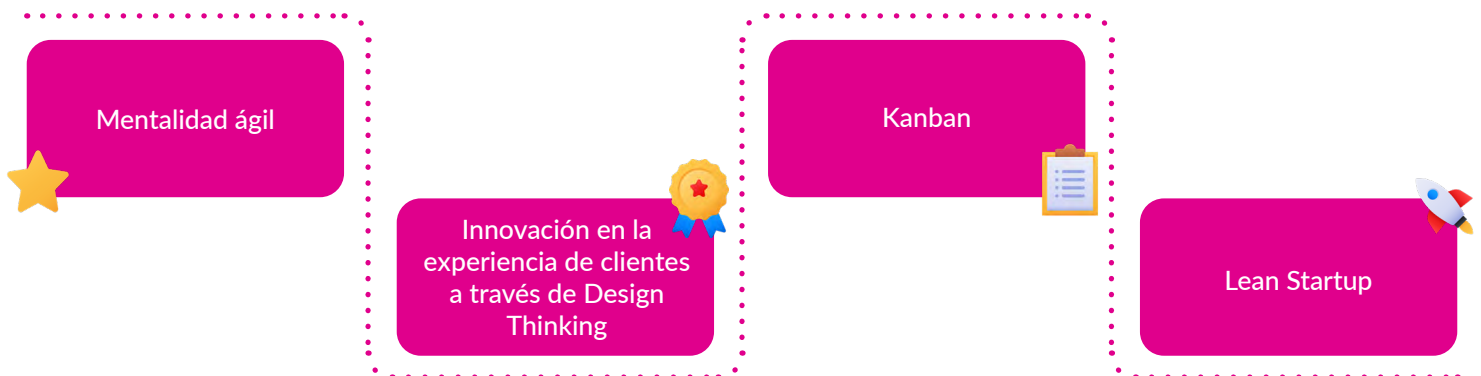 Mentalidad ágil
Innovación en la
experiencia de clientes
a través de Design
Thinking
Kanban
Lean Startup